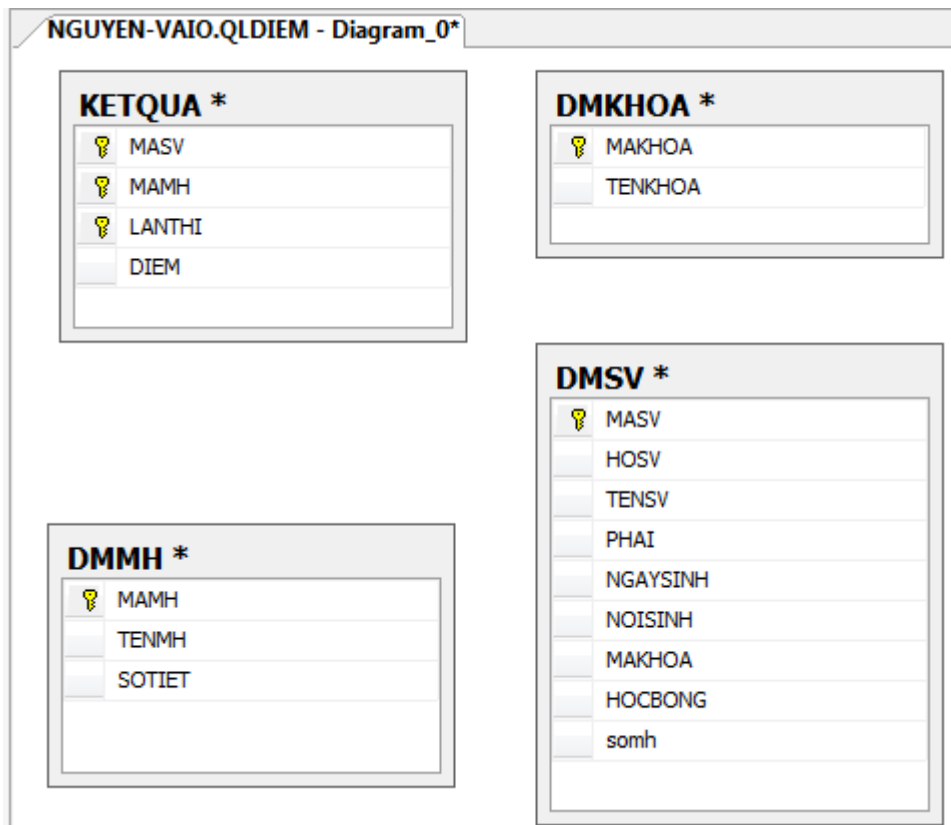 NGUYEN-VAIO.QLDIEM - Diagram_0*
KETQUA *
MASV
MAMH
LANTHI
DIEM
DMKHOA *
MAKHOA
TENKHOA
DMMH *
MAMH
TENMH
SOTIET
DMSV *
MASV
HOSV
TENSV
PHAI
NGAYSINH
NOISINH
MAKHOA
HOCBONG
somh